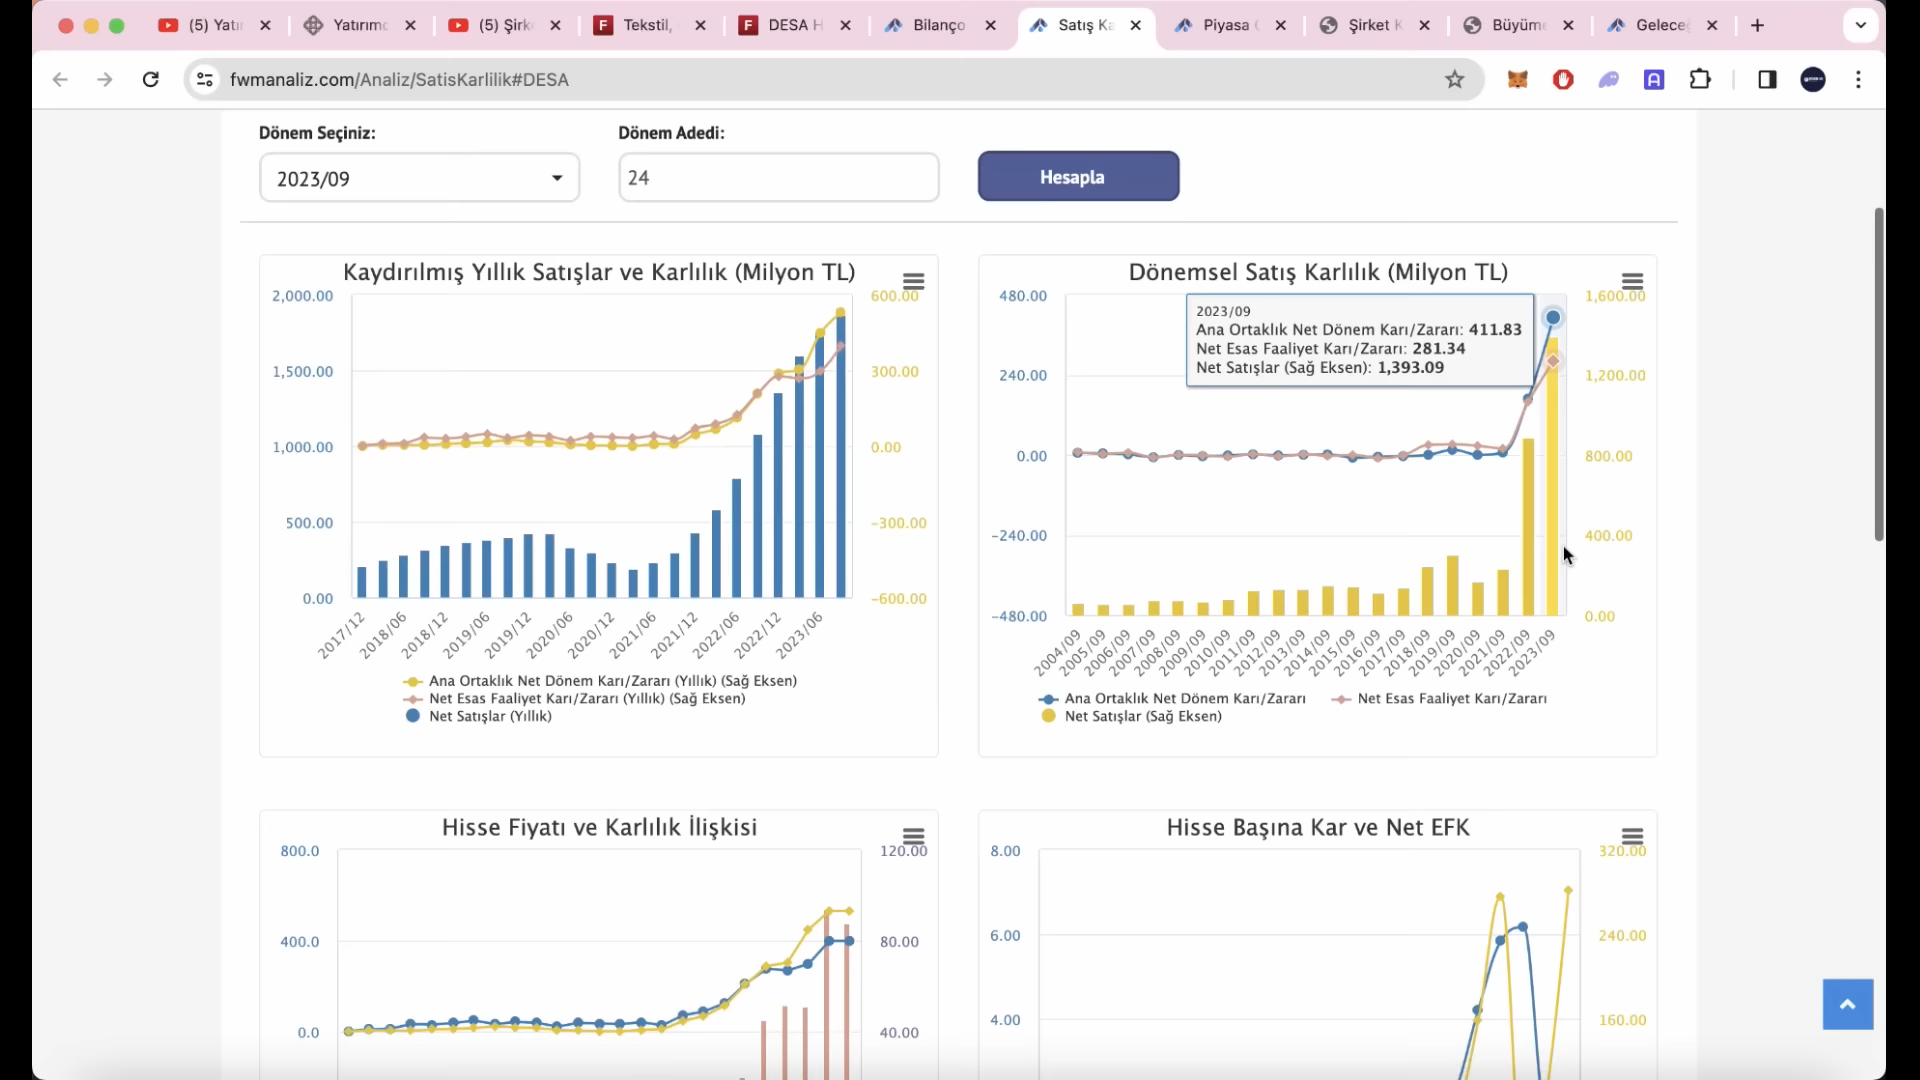 (5) Yatır
Yatırımc
(5) Şirke
Tekstil,
DESA H
Bilanço
Satış Ka
Piyasa
Şirket K
Büyüme
Gelece
fwmanaliz.com/Analiz/SatisKarlilik#DESA
Dönem Seçiniz:
Dönem Adedi:
2023/09
24
Hesapla
Kaydırılmış Yıllık Satışlar ve Karlılık (Milyon TL)
2,000.00
1,500.00
1,000.00
500.00
0.00
600.00
300.00
0.00
-300.00
-600.00
2017/12
2018/06
2018/12
2019/06
2019/12
2020/06
2020/12
2021/06
2021/12
2022/06
2022/12
2023/06
Ana Ortaklık Net Dönem Karı/Zararı (Yıllık) (Sağ Eksen)
Net Esas Faaliyet Karı/Zararı (Yıllık) (Sağ Eksen)
Net Satışlar (Yıllık)
Dönemsel Satış Karlılık (Milyon TL)
480.00
240.00
0.00
-240.00
-480.00
1,600.00
1,200.00
800.00
400.00
0.00
2023/09
Ana Ortaklık Net Dönem Karı/Zararı: 411.83
Net Esas Faaliyet Karı/Zararı: 281.34
Net Satışlar (Sağ Eksen): 1,393.09
2004/09
2005/09
2006/09
2007/09
2008/09
2009/09
2010/09
2011/09
2012/09
2013/09
2014/09
2015/09
2016/09
2017/09
2018/09
2019/09
2020/09
2021/09
2022/09
2023/09
Ana Ortaklık Net Dönem Karı/Zararı
Net Esas Faaliyet Karı/Zararı
Net Satışlar (Sağ Eksen)
Hisse Fiyatı ve Karlılık İlişkisi
800.0
400.0
0.0
120.00
80.00
40.00
Hisse Başına Kar ve Net EFK
8.00
6.00
4.00
320.00
240.00
160.00